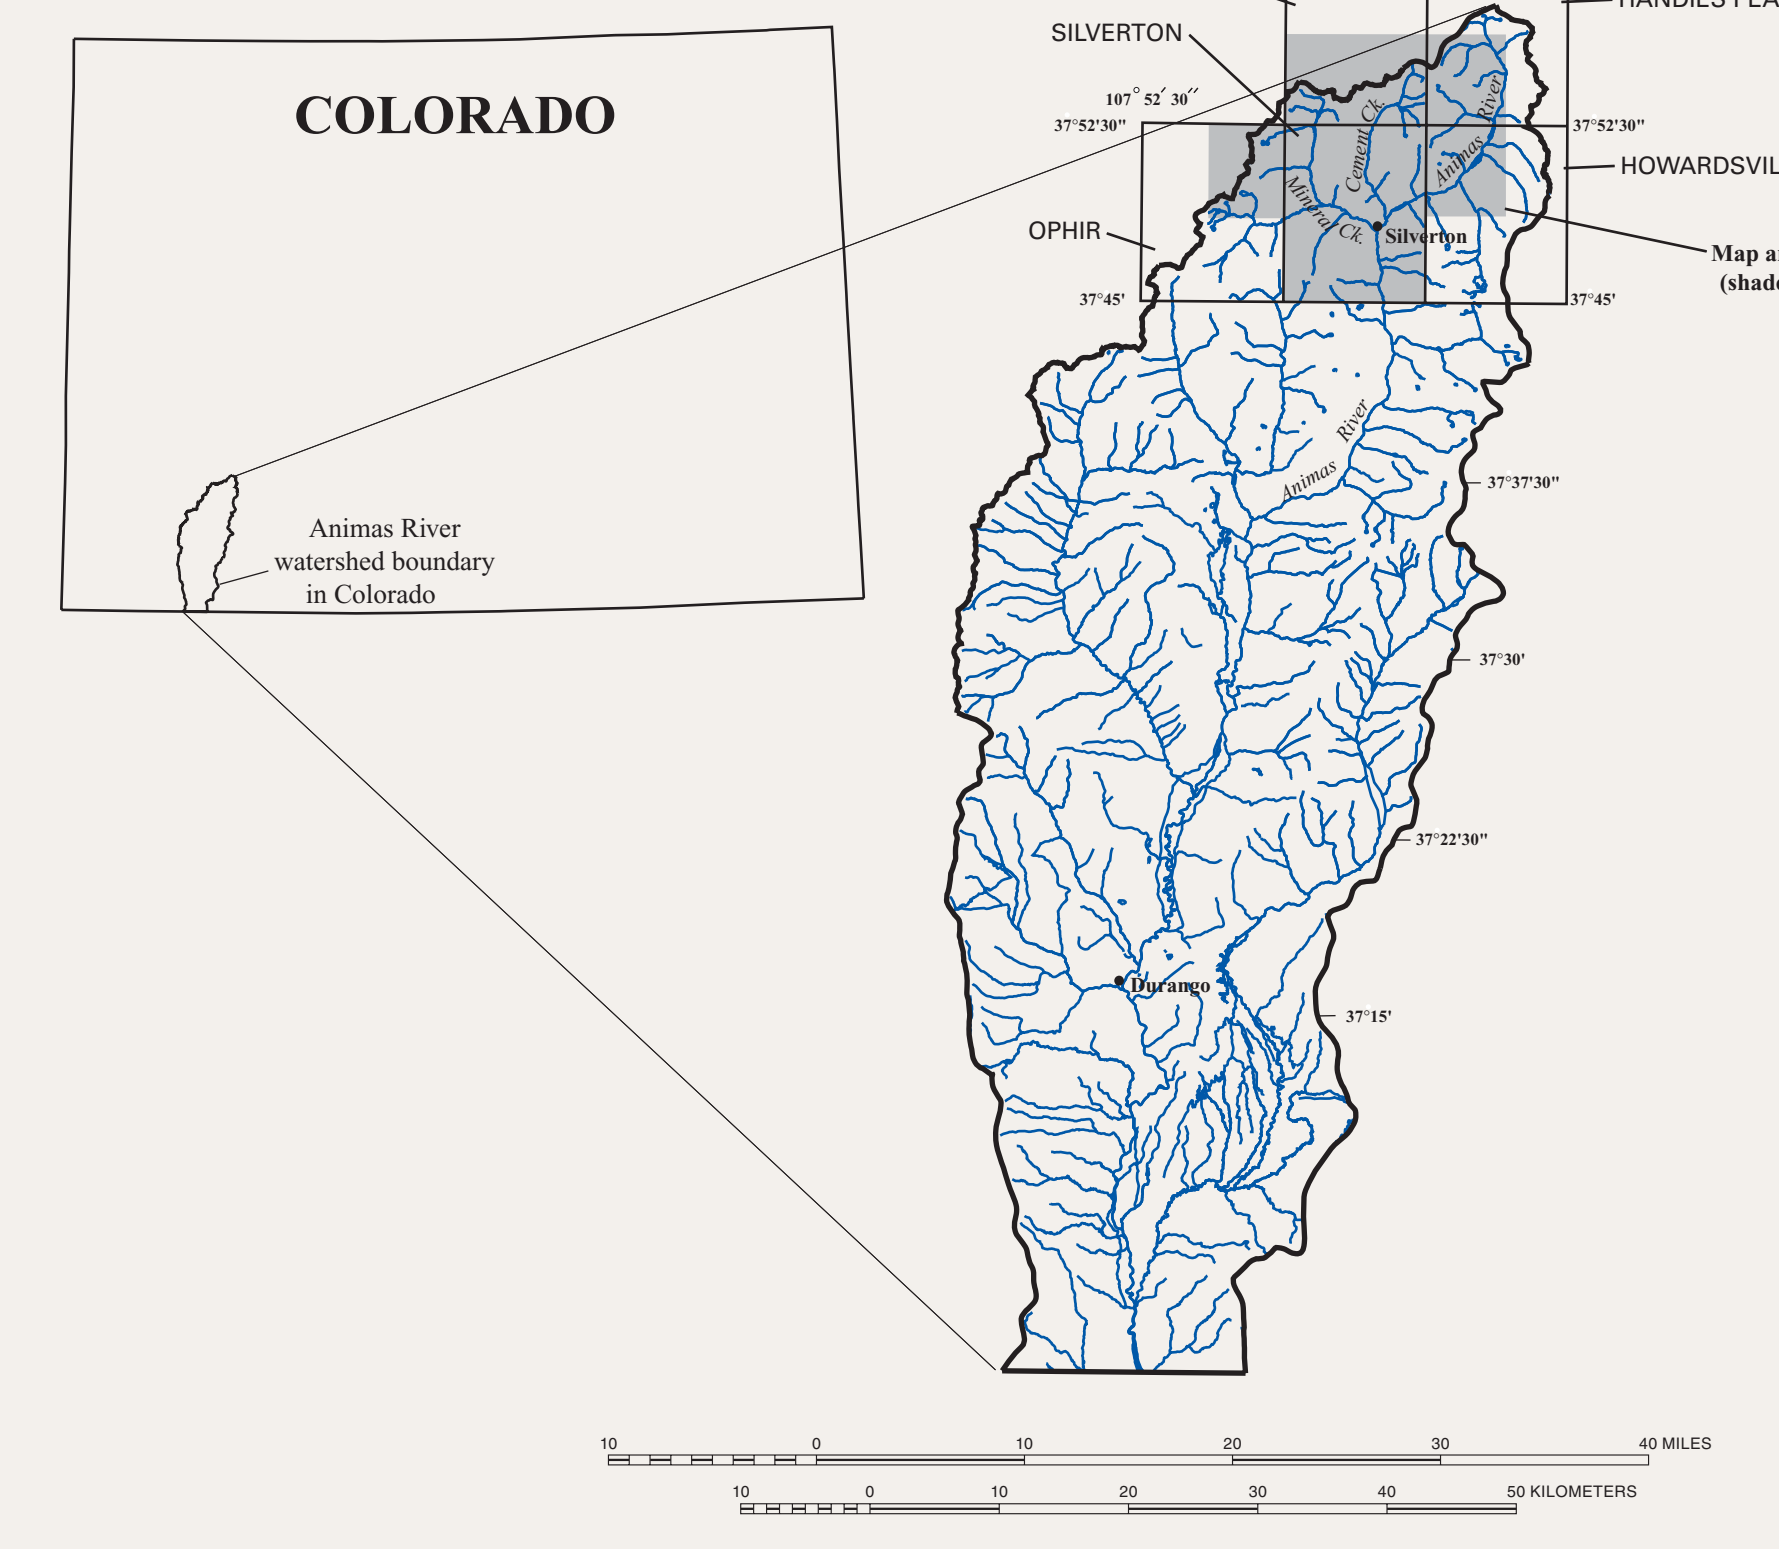 HANDIES
SILVERTON
COLORADO
107° 52′ 30″
37°52'30"
37°52'30"
Cement Ck.
Animas River
HOWARDSVIL
Mineral Ck.
OPHIR
Silverton
Map
(shade
37°45'
37°45'
Animas River
37°37'30"
Animas River
watershed boundary
in Colorado
37°30'
37°22'30"
Durango
37°15'
10 0 10 20 30 40 MILES
10 0 10 20 30 40 50 KILOMETERS